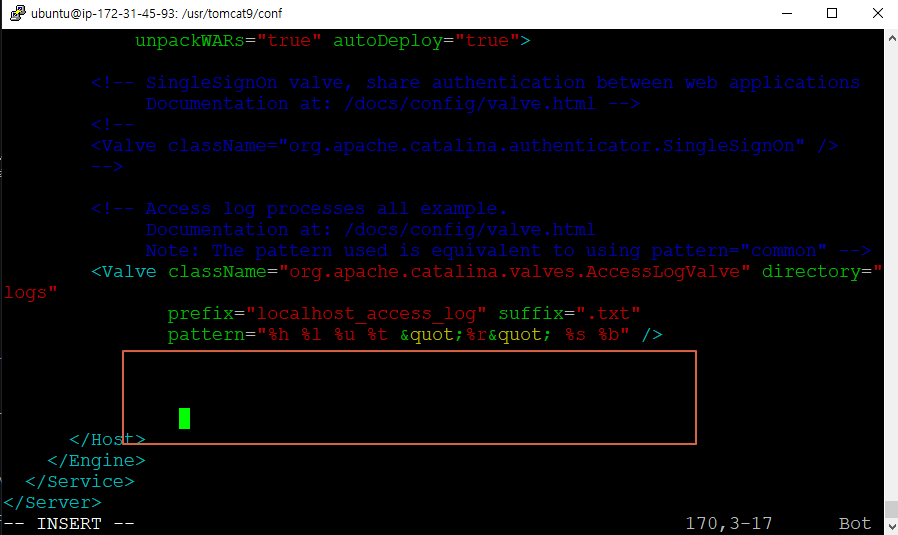 ubuntu@ip-172-31-45-93: /usr/tomcat9/conf
unpackWARs="true" autoDeploy="true">
<!-- SingleSignOn valve, share authentication between web applications
Documentation at: /docs/config/valve.html -->
<!--
<Valve className="org.apache.catalina.authenticator.SingleSignOn" />
-->
<!-- Access log processes all example.
Documentation at: /docs/config/valve.html
Note: The pattern used is equivalent to using pattern="common" -->
<Valve className="org.apache.catalina.valves.AccessLogValve" directory="
logs"
prefix="localhost_access_log" suffix=".txt"
pattern="%h %l %u %t &quot;%r&quot; %s %b" />
</Host>
</Engine>
</Service>
</Server>
-- INSERT -- 170,3-17 Bot